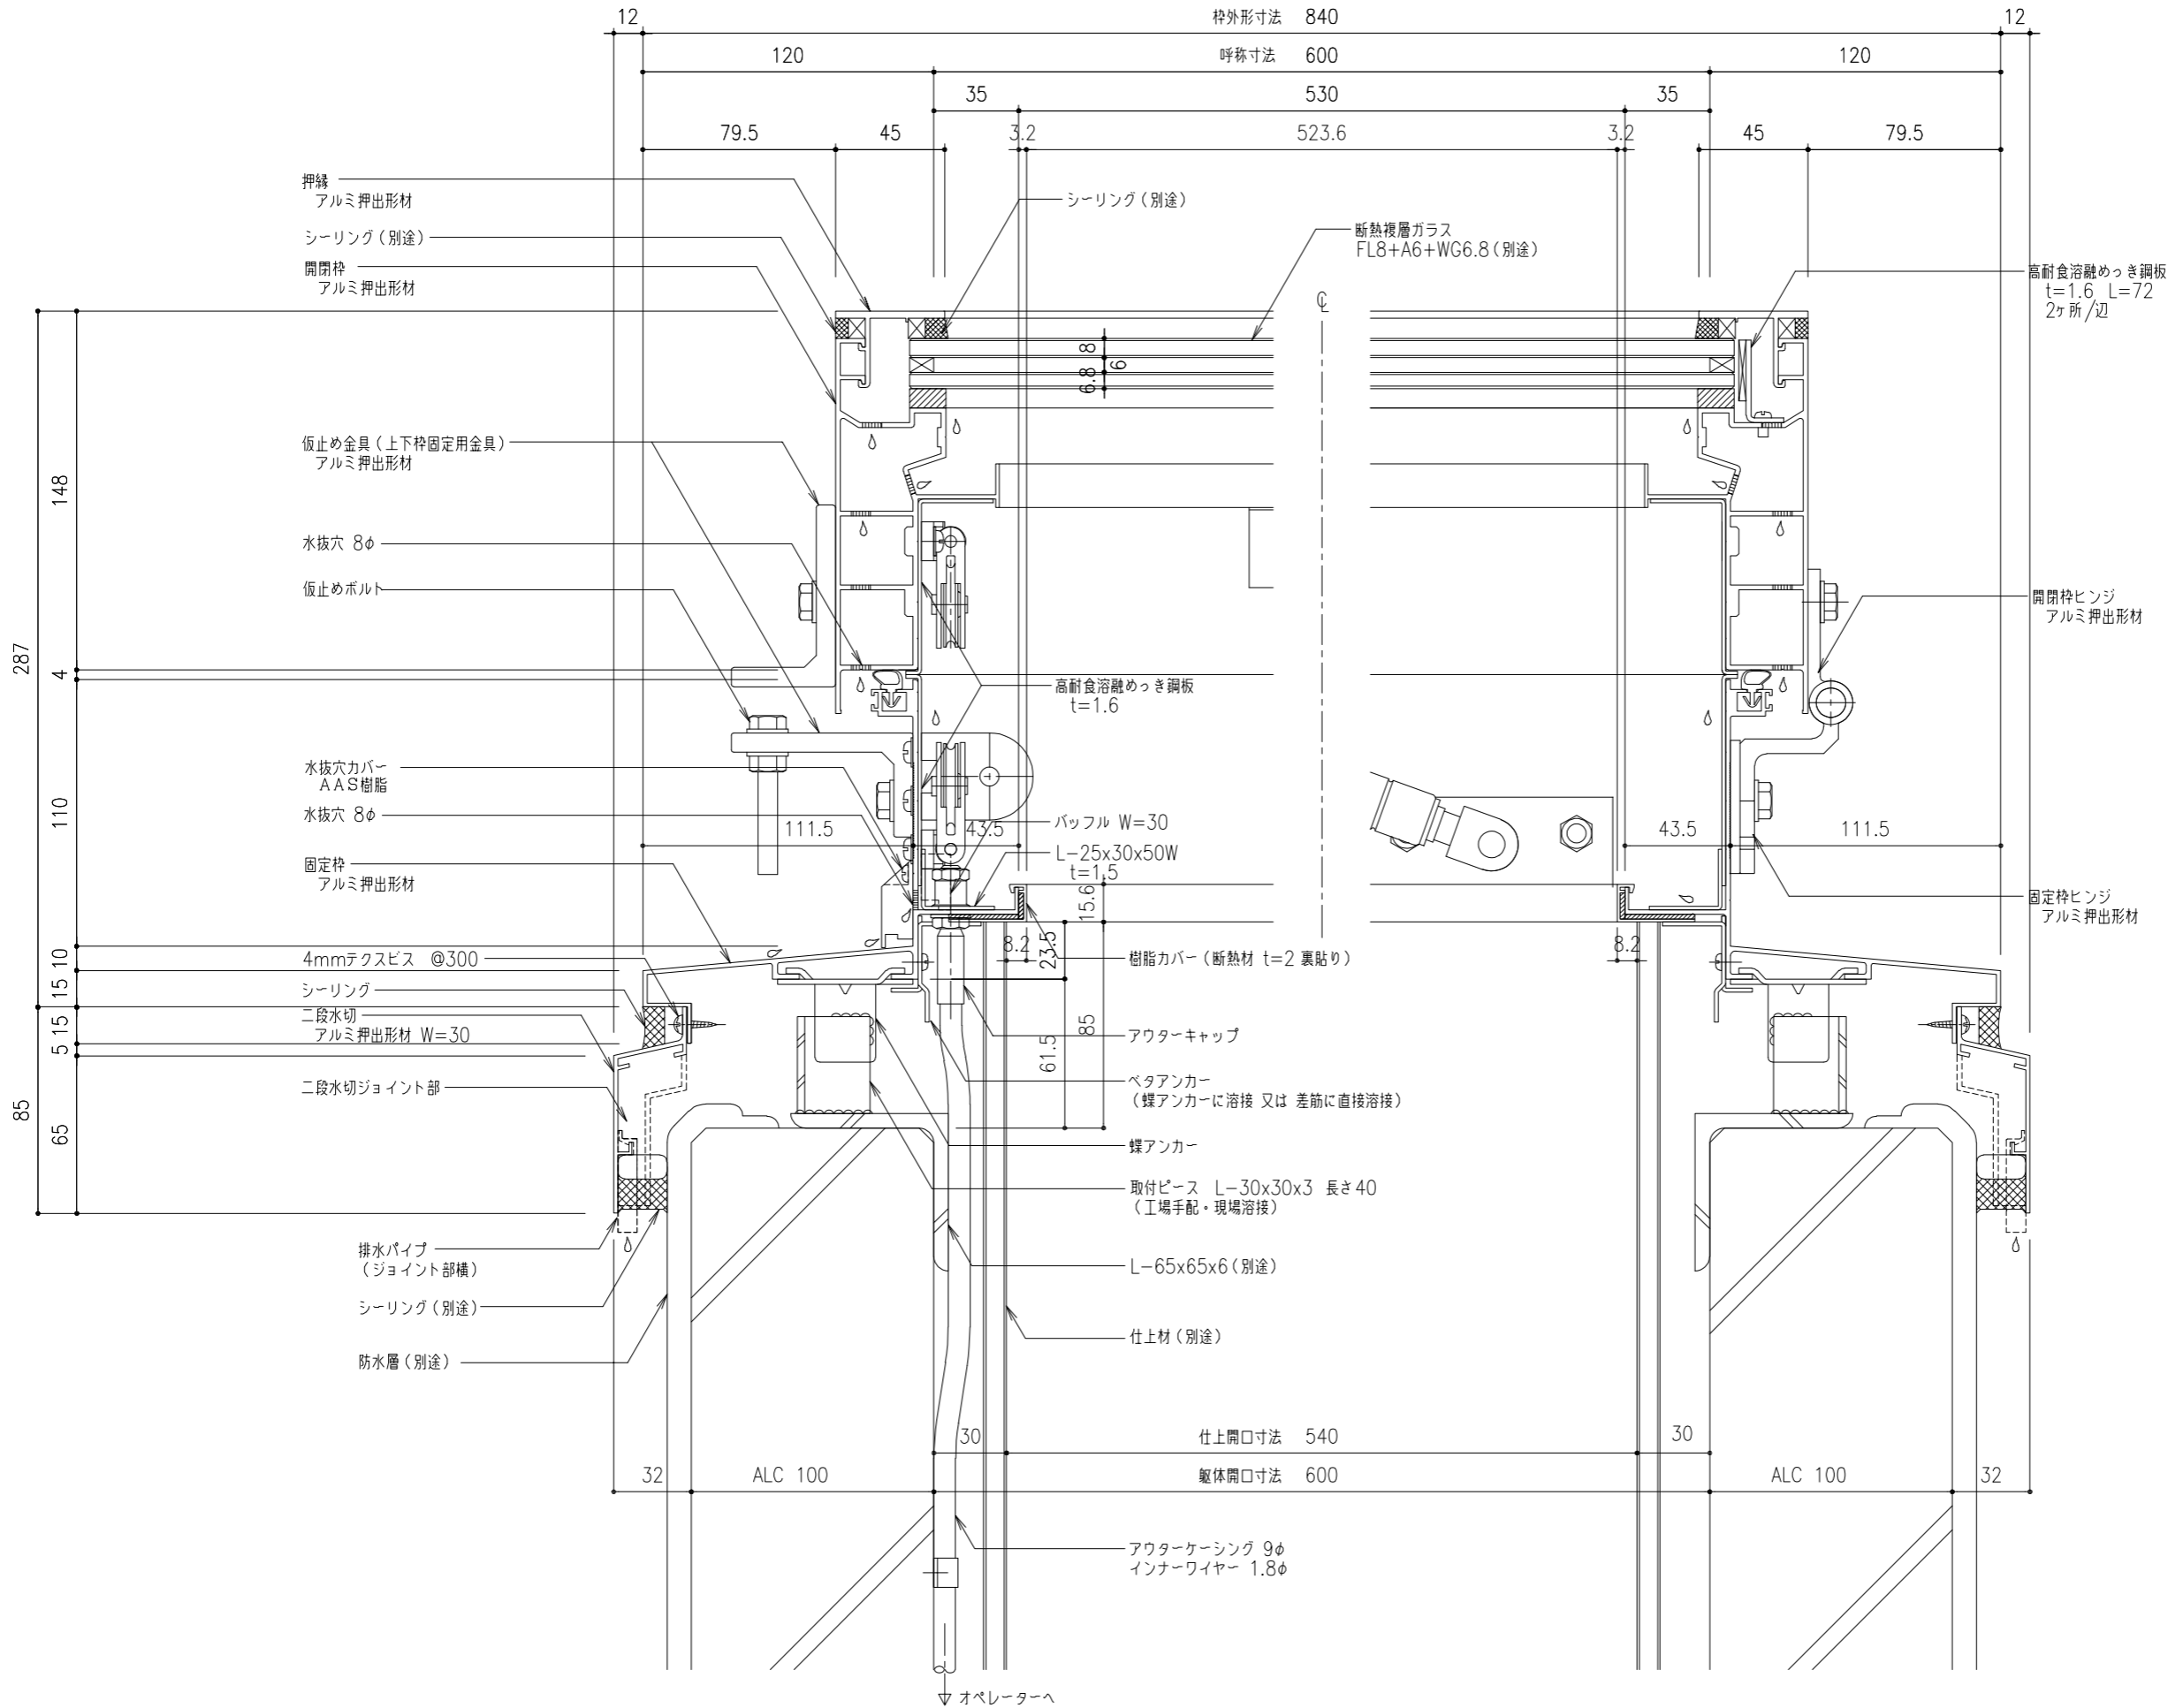 12
枠外形寸法 840
12
120
呼称寸法 600
120
35
530
35
79.5
45
3.2
523.6
3.2
45
79.5
押縁
アルミ押出形材
シーリング（別途）
シーリング（別途）
断熱複層ガラス
FL8+A6+WG6.8（別途）
開閉枠
アルミ押出形材
高耐食溶融めっき鋼板
t=1.6 L=72
2ヶ所/辺
℄
8
6
6.8
仮止め金具（上下枠固定用金具）
アルミ押出形材
148
水抜穴 8φ
仮止めボルト
開閉枠ヒンジ
アルミ押出形材
287
4
高耐食溶融めっき鋼板
t=1.6
水抜穴カバー
AAS樹脂
水抜穴 8φ
110
111.5
43.5
バッフル W=30
43.5
111.5
L-25x30x50W
t=1.5
固定枠
アルミ押出形材
15.6
固定枠ヒンジ
アルミ押出形材
8.2
23.5
8.2
樹脂カバー（断熱材 t=2 裏貼り）
10
4mmテクスビス @300
15
シーリング
二段水切
アルミ押出形材 W=30
15
アウターキャップ
85
5
61.5
ベタアンカー
（蝶アンカーに溶接 又は 差筋に直接溶接）
二段水切ジョイント部
85
65
蝶アンカー
取付ピース L-30x30x3 長さ40
（工場手配・現場溶接）
排水パイプ
（ジョイント部横）
L-65x65x6（別途）
シーリング（別途）
仕上材（別途）
防水層（別途）
30
仕上開口寸法 540
30
32
ALC 100
躯体開口寸法 600
ALC 100
32
アウターケーシング 9φ
インナーワイヤー 1.8φ
オペレーターへ